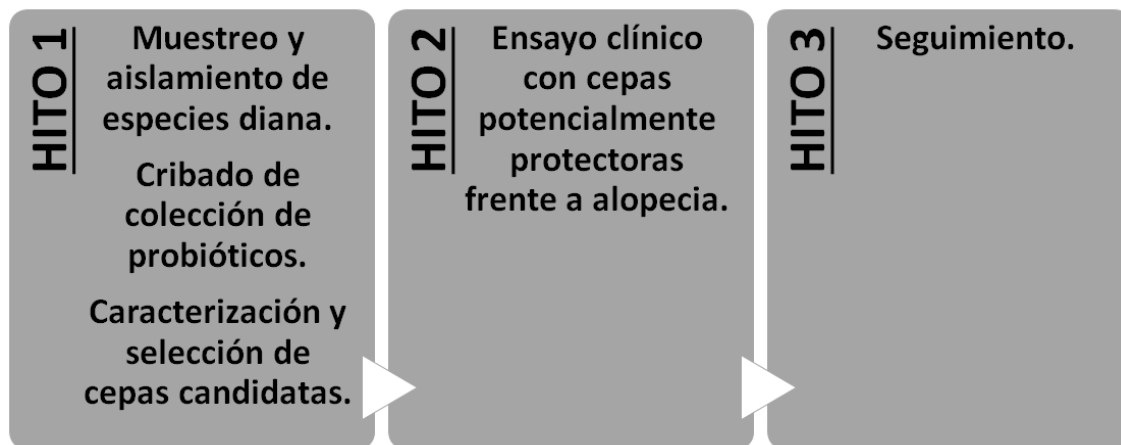 HITO 1
Muestreo y
aislamiento de
especies diana.
Cribado de
colección de
probióticos.
Caracterización y
selección de
cepas candidatas.
HITO 2
Ensayo clínico
con cepas
potencialmente
protectoras
frente a alopecia.
HITO 3
Seguimiento.